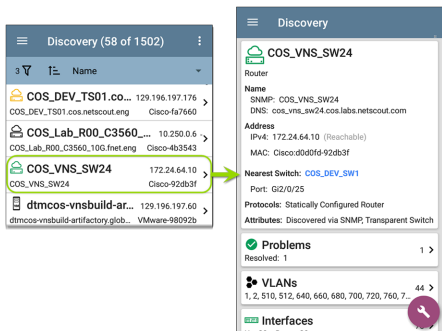 Discovery (58 of 1502)
3
Name
COS_DEV_TS01.co... 129.196.197.176
COS_DEV_TS01.cos.netscout.eng Cisco-fa7660
COS_Lab_R00_C3560_... 10.250.0.6
COS_Lab_R00_C3560_10G.fnet.eng Cisco-4b3543
COS_VNS_SW24 172.24.64.10
COS_VNS_SW24 Cisco-92db3f
dtmcos-vnsbuild-ar... 129.196.197.60
dtmcos-vnsbuild-artifactory.glob... VMware-98092b
Discovery
COS_VNS_SW24
Router
Name
SNMP: COS_VNS_SW24
DNS: cos_vns_sw24.cos.labs.netscout.com
Address
IPv4: 172.24.64.10 (Reachable)
MAC: Cisco:d0d0fd-92db3f
Nearest Switch: COS_DEV_SW1
Port: Gi2/0/25
Protocols: Statically Configured Router
Attributes: Discovered via SNMP, Transparent Switch
Problems
Resolved: 1
1
VLANs
1, 2, 510, 512, 640, 660, 680, 700, 720, 760, 7...
44
Interfaces